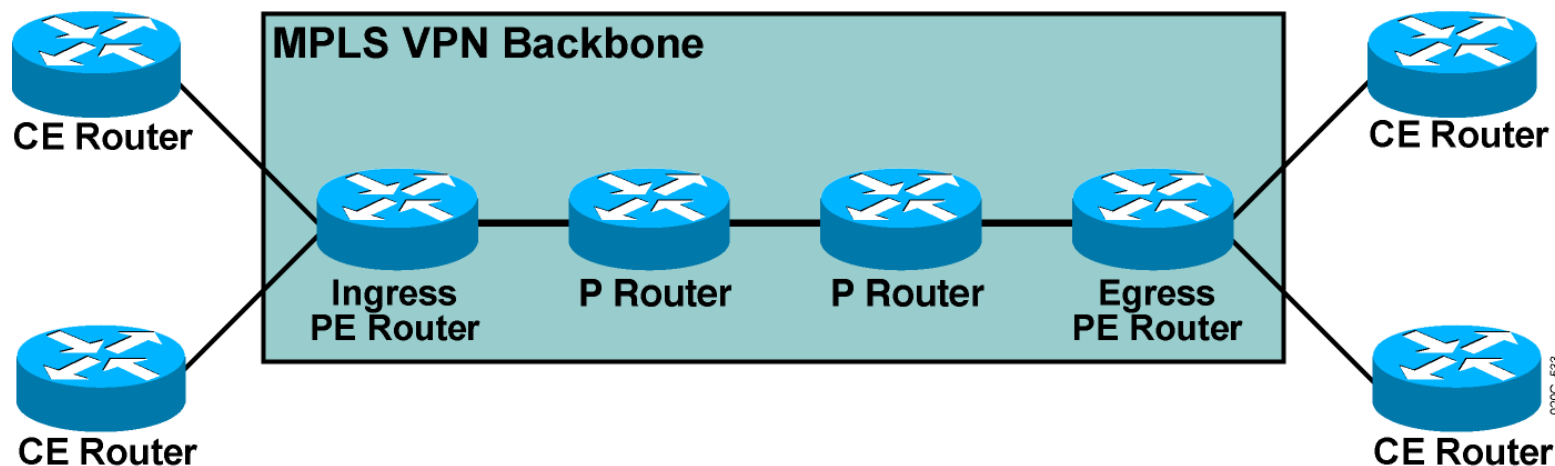 MPLS VPN Backbone
CE Router
CE Router
Ingress
PE Router
P Router
P Router
Egress
PE Router
CE Router
CE Router